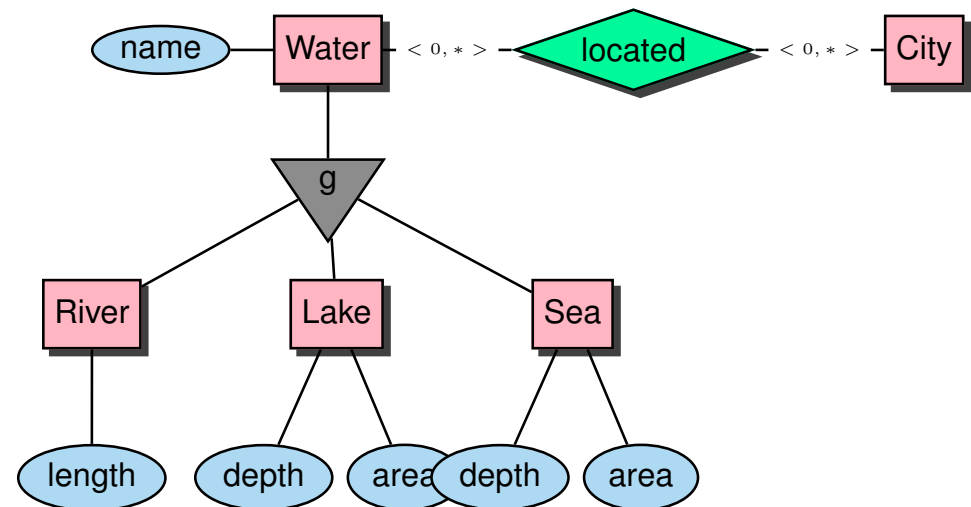 name Water < 0, * > located < 0, * > City
g
River Lake Sea
length depth area depth area